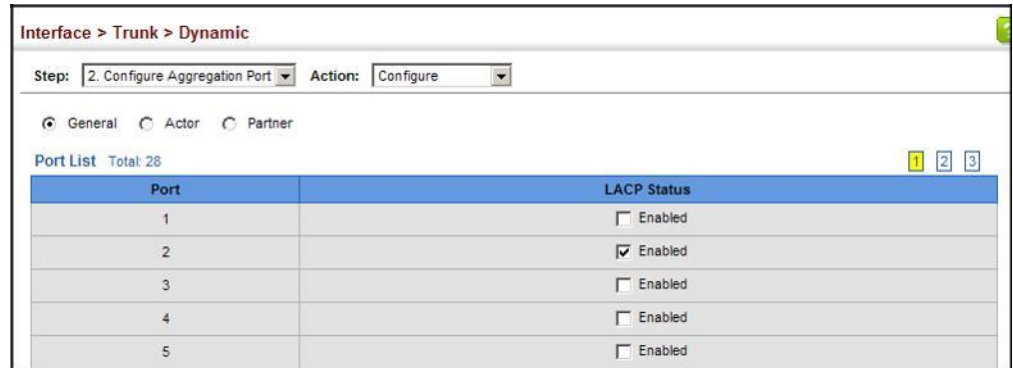 Interface > Trunk > Dynamic
?
Step: 2. Configure Aggregation Port Action: Configure
General Actor Partner
Port List Total: 28 1 2 3
Port LACP Status
1 Enabled
2 Enabled
3 Enabled
4 Enabled
5 Enabled